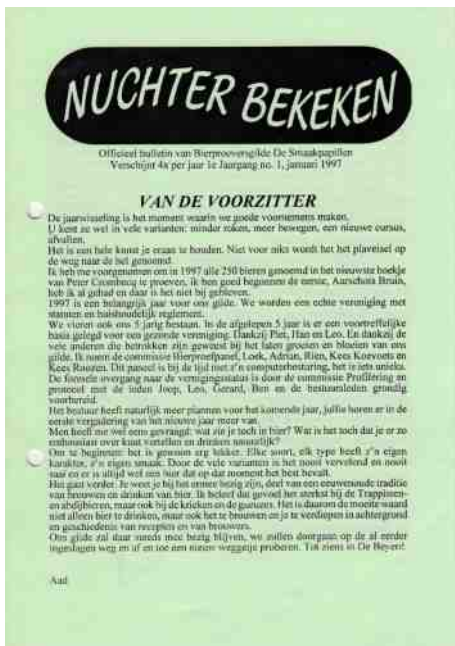 NUCHTER BEKEKEN
Officieel bulletin van Bierproeversgilde De Smaakpapillen
Verschijnt 4x per jaar 1e Jaargang no. 1, januari 1997
VAN DE VOORZITTER
De jaarwisseling is het moment waarin we goede voornemens maken.
U kent ze wel in vele varianten: minder roken, meer bewegen, een nieuwe cursus,
afvallen.
Het is een hele kunst je eraan te houden. Niet voor niks wordt het het plaveisel op
de weg naar de hel genoemd.
Ik heb me voorgenomen om in 1997 alle 250 bieren genoemd in het nieuwste boekje
van Peter Crombecq te proeven, ik ben goed begonnen de eerste, Aarschots Bruin,
heb ik al gehad en daar is het niet bij gebleven.
1997 is een belangrijk jaar voor ons gilde. We worden een echte vereniging met
statuten en huishoudelijk reglement.
We vieren ook ons 5 jarig bestaan. In de afgelopen 5 jaar is er een voortreffelijke
basis gelegd voor een gezonde vereniging. Dankzij Piet, Han en Leo. En dankzij de
vele anderen die betrokken zijn geweest bij het laten groeien en bloeien van ons
gilde. Ik noem de commissie Bierproefpanel, Loek, Adrian, Rien, Kees Koevoets en
Kees Roozen. Dit paneel is bij de tijd met z'n computerbesturing, het is iets unieks.
De formele overgang naar de verenigingsstatus is door de commissie Profilering en
protocol met de leden Joep, Leo, Gerard, Ben en de bestuursleden grondig
voorbereid.
Het bestuur heeft natuurlijk meer plannen voor het komende jaar, jullie horen er in de
eerste vergadering van het nieuwe jaar meer van.
Men heeft me wel eens gevraagd: wat zie je toch in bier? Wat is het toch dat je er zo
enthousiast over kunt vertellen en drinken natuurlijk?
Om te beginnen: het is gewoon erg lekker. Elke soort, elk type heeft z'n eigen
karakter, z'n eigen smaak. Door de vele varianten is het nooit vervelend en nooit
saai en er is altijd wel een bier dat op dat moment het best bevalt.
Het gaat verder. Je weet je bij het armee bezig zijn, deel van een eeuwenoude traditie
van brouwen en drinken van bier. Ik beleef dat gevoel het sterkst bij de Trappisten-
en abdijbieren, maar ook bij de krieken en de gueuzes. Het is daarom de moeite waard
niet alleen bier te drinken, maar ook het te brouwen en je te verdiepen in achtergrond
en geschiedenis van recepten en van brouwers.
Ons gilde zal daar steeds mee bezig blijven, we zullen doorgaan op de al eerder
ingeslagen weg en af en toe een nieuw weggetje proberen. Tot ziens in De Beyerd!
Aad